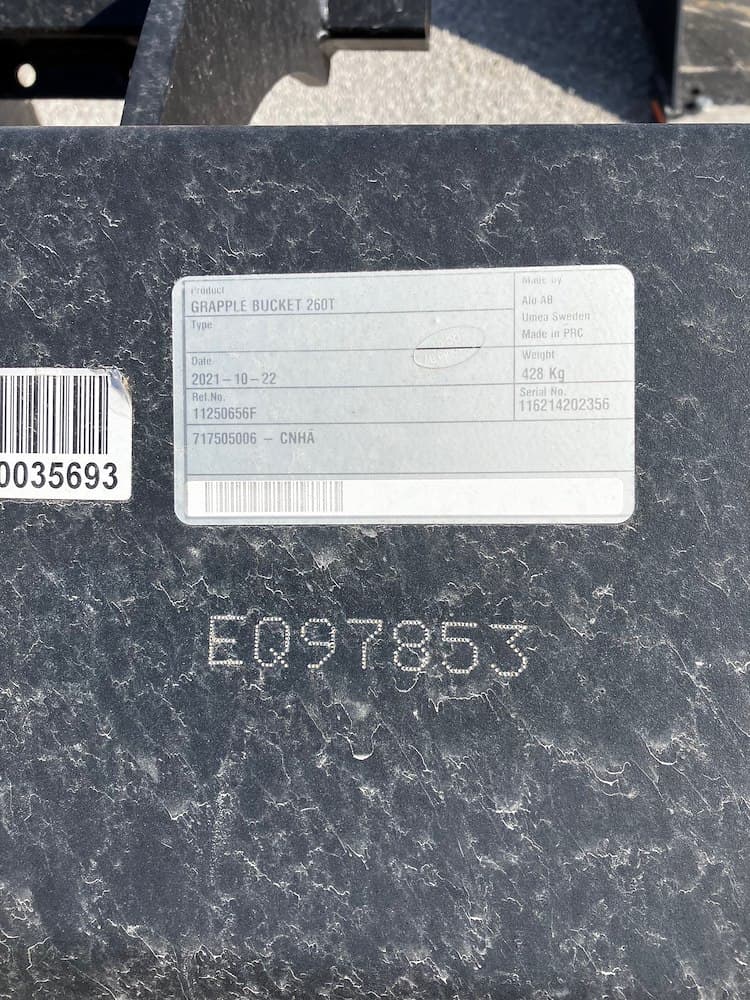 Product
GRAPPLE BUCKET 260T
Type
Date
2021-10-22
Ref.No.
11250656F
717505006 - CNHÄ
Made by
Alo AB
Umea Sweden
Made in PRC
Weight
428 Kg
Serial No.
116214202356
0035693
EQ97853